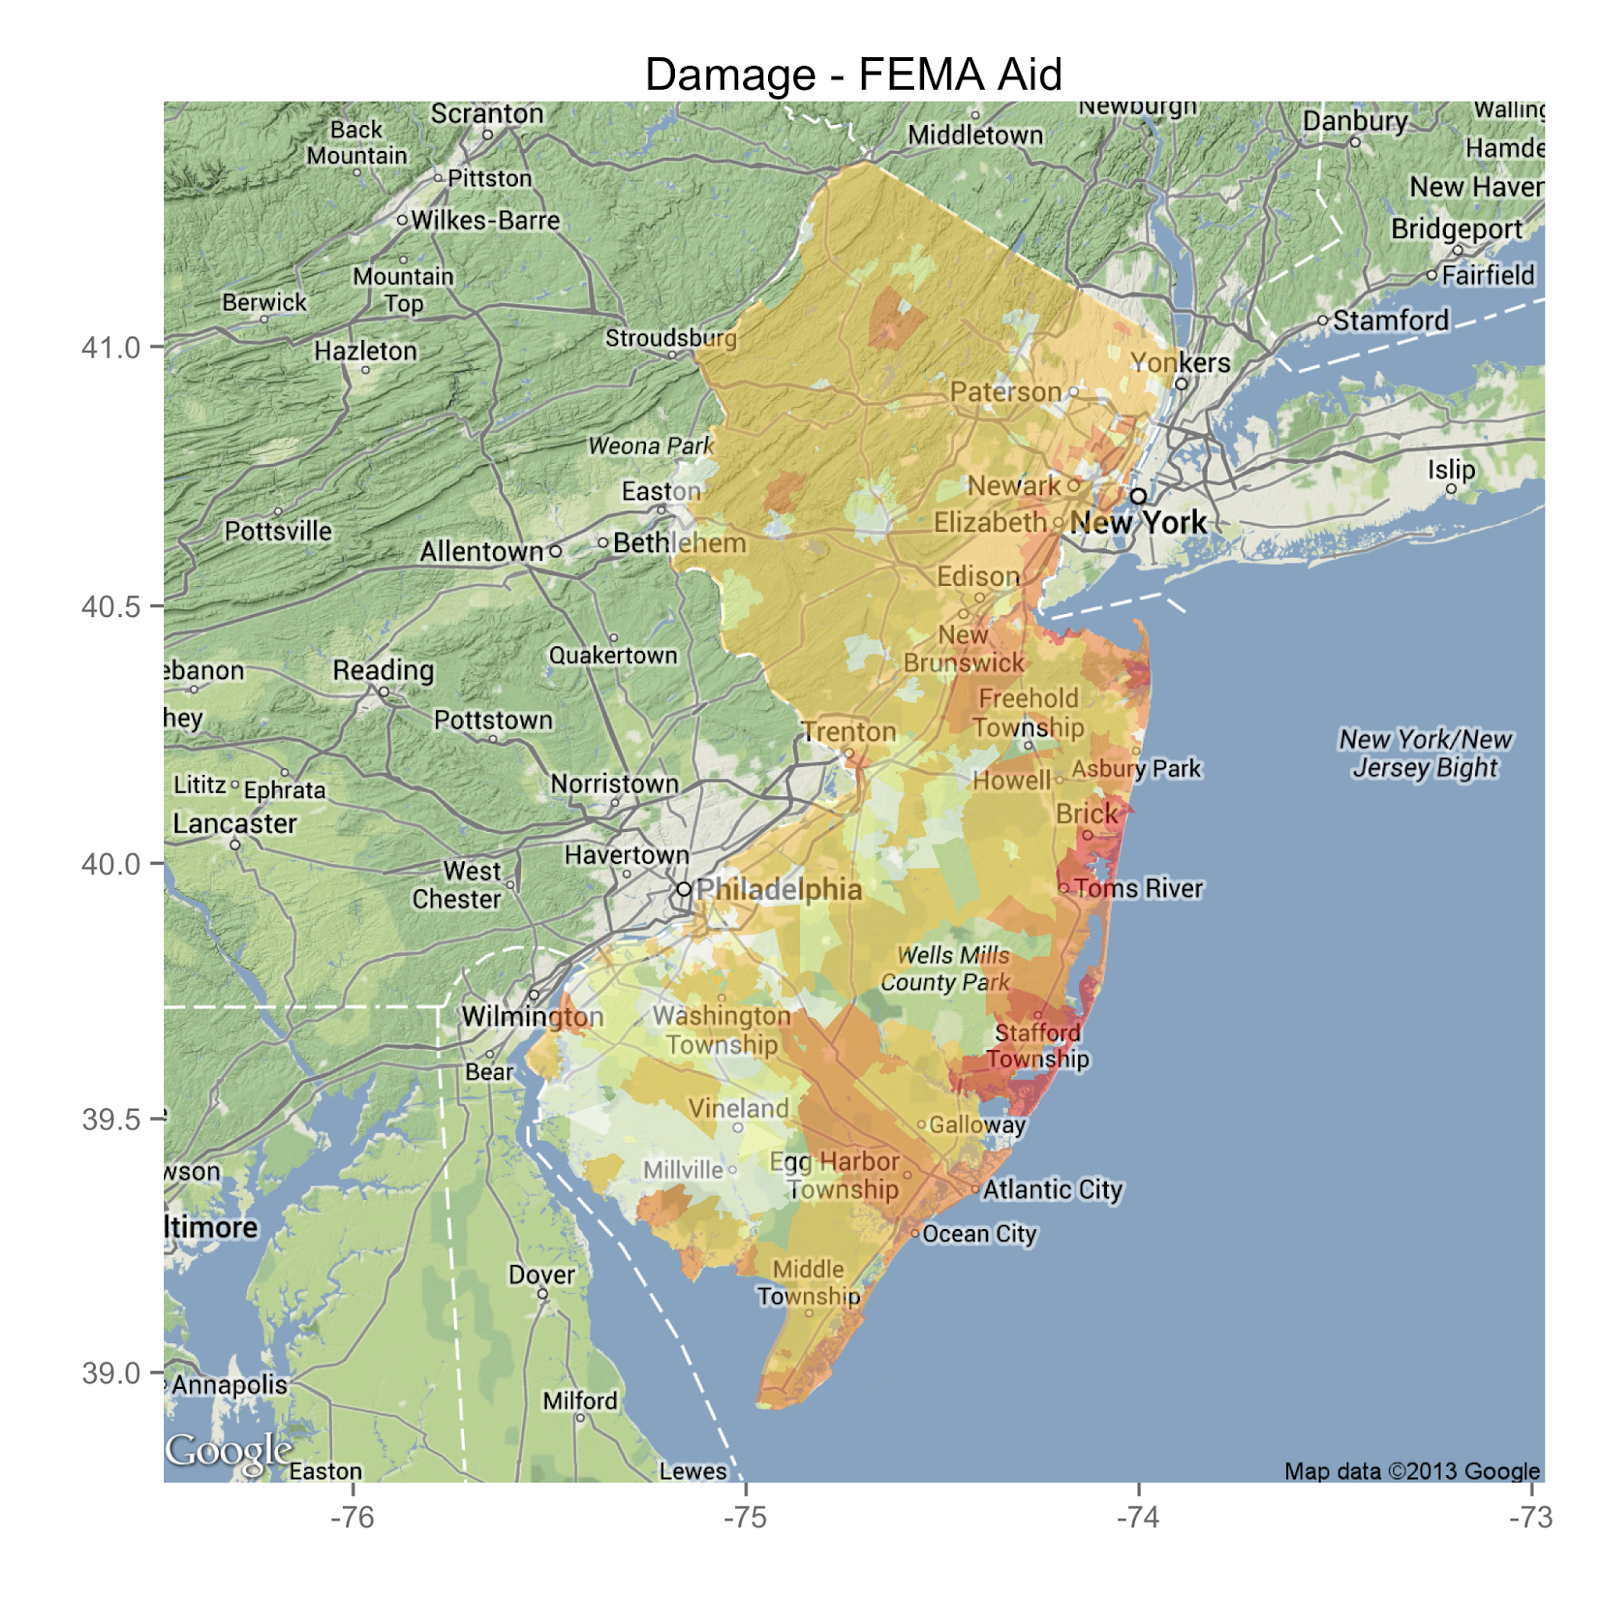 Damage - FEMA Aid
Scranton
Newburgh
Walling
Back
Mountain
Middletown
Danbury
Hamde
Pittston
New Haven
Wilkes-Barre
Bridgeport
Mountain
Top
Fairfield
Berwick
Stamford
Stroudsburg
41.0
Hazleton
Yonkers
Paterson
Weona Park
Islip
Easton
Newark
Pottsville
Elizabeth
New York
Allentown
Bethlehem
Edison
40.5
New
Brunswick
Quakertown
ebanon
Reading
Freehold
Township
hey
Pottstown
Trenton
New York/New
Jersey Bight
Lititz
Ephrata
Norristown
Howell
Asbury Park
Lancaster
Brick
40.0
Havertown
West
Chester
Philadelphia
Toms River
Wells Mills
County Park
Wilmington
Washington
Township
Stafford
Township
Bear
39.5
Vineland
Galloway
wson
Millville
Egg Harbor
Township
Atlantic City
ltimore
Ocean City
Dover
Middle
Township
39.0
Annapolis
Milford
Google
Easton
Lewes
Map data ©2013 Google
-76
-75
-74
-73